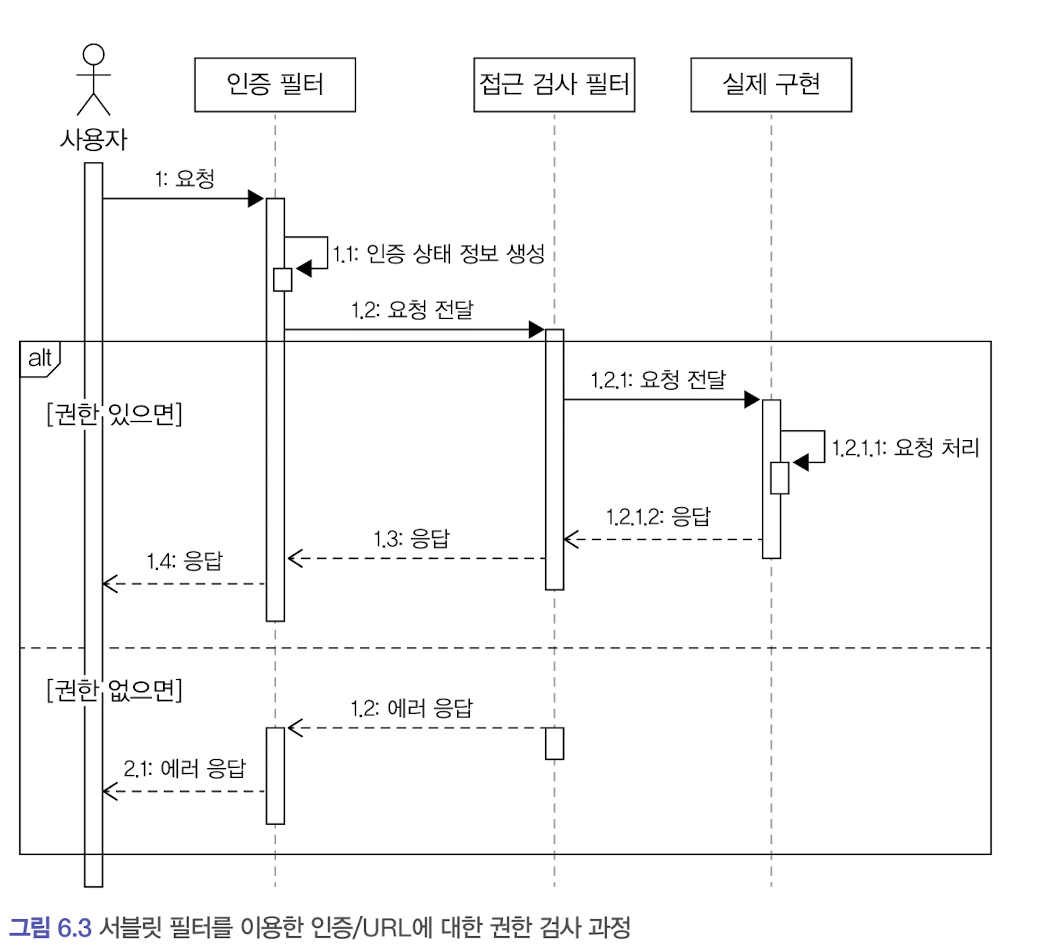 인증 필터
접근 검사 필터
실제 구현
사용자
1: 요청
1.1: 인증 상태 정보 생성
1.2: 요청 전달
alt
1.2.1: 요청 전달
[권한 있으면]
1.2.1.1: 요청 처리
1.2.1.2: 응답
1.3: 응답
1.4: 응답
[권한 없으면]
1.2: 에러 응답
2.1: 에러 응답
그림 6.3 서블릿 필터를 이용한 인증/URL에 대한 권한 검사 과정